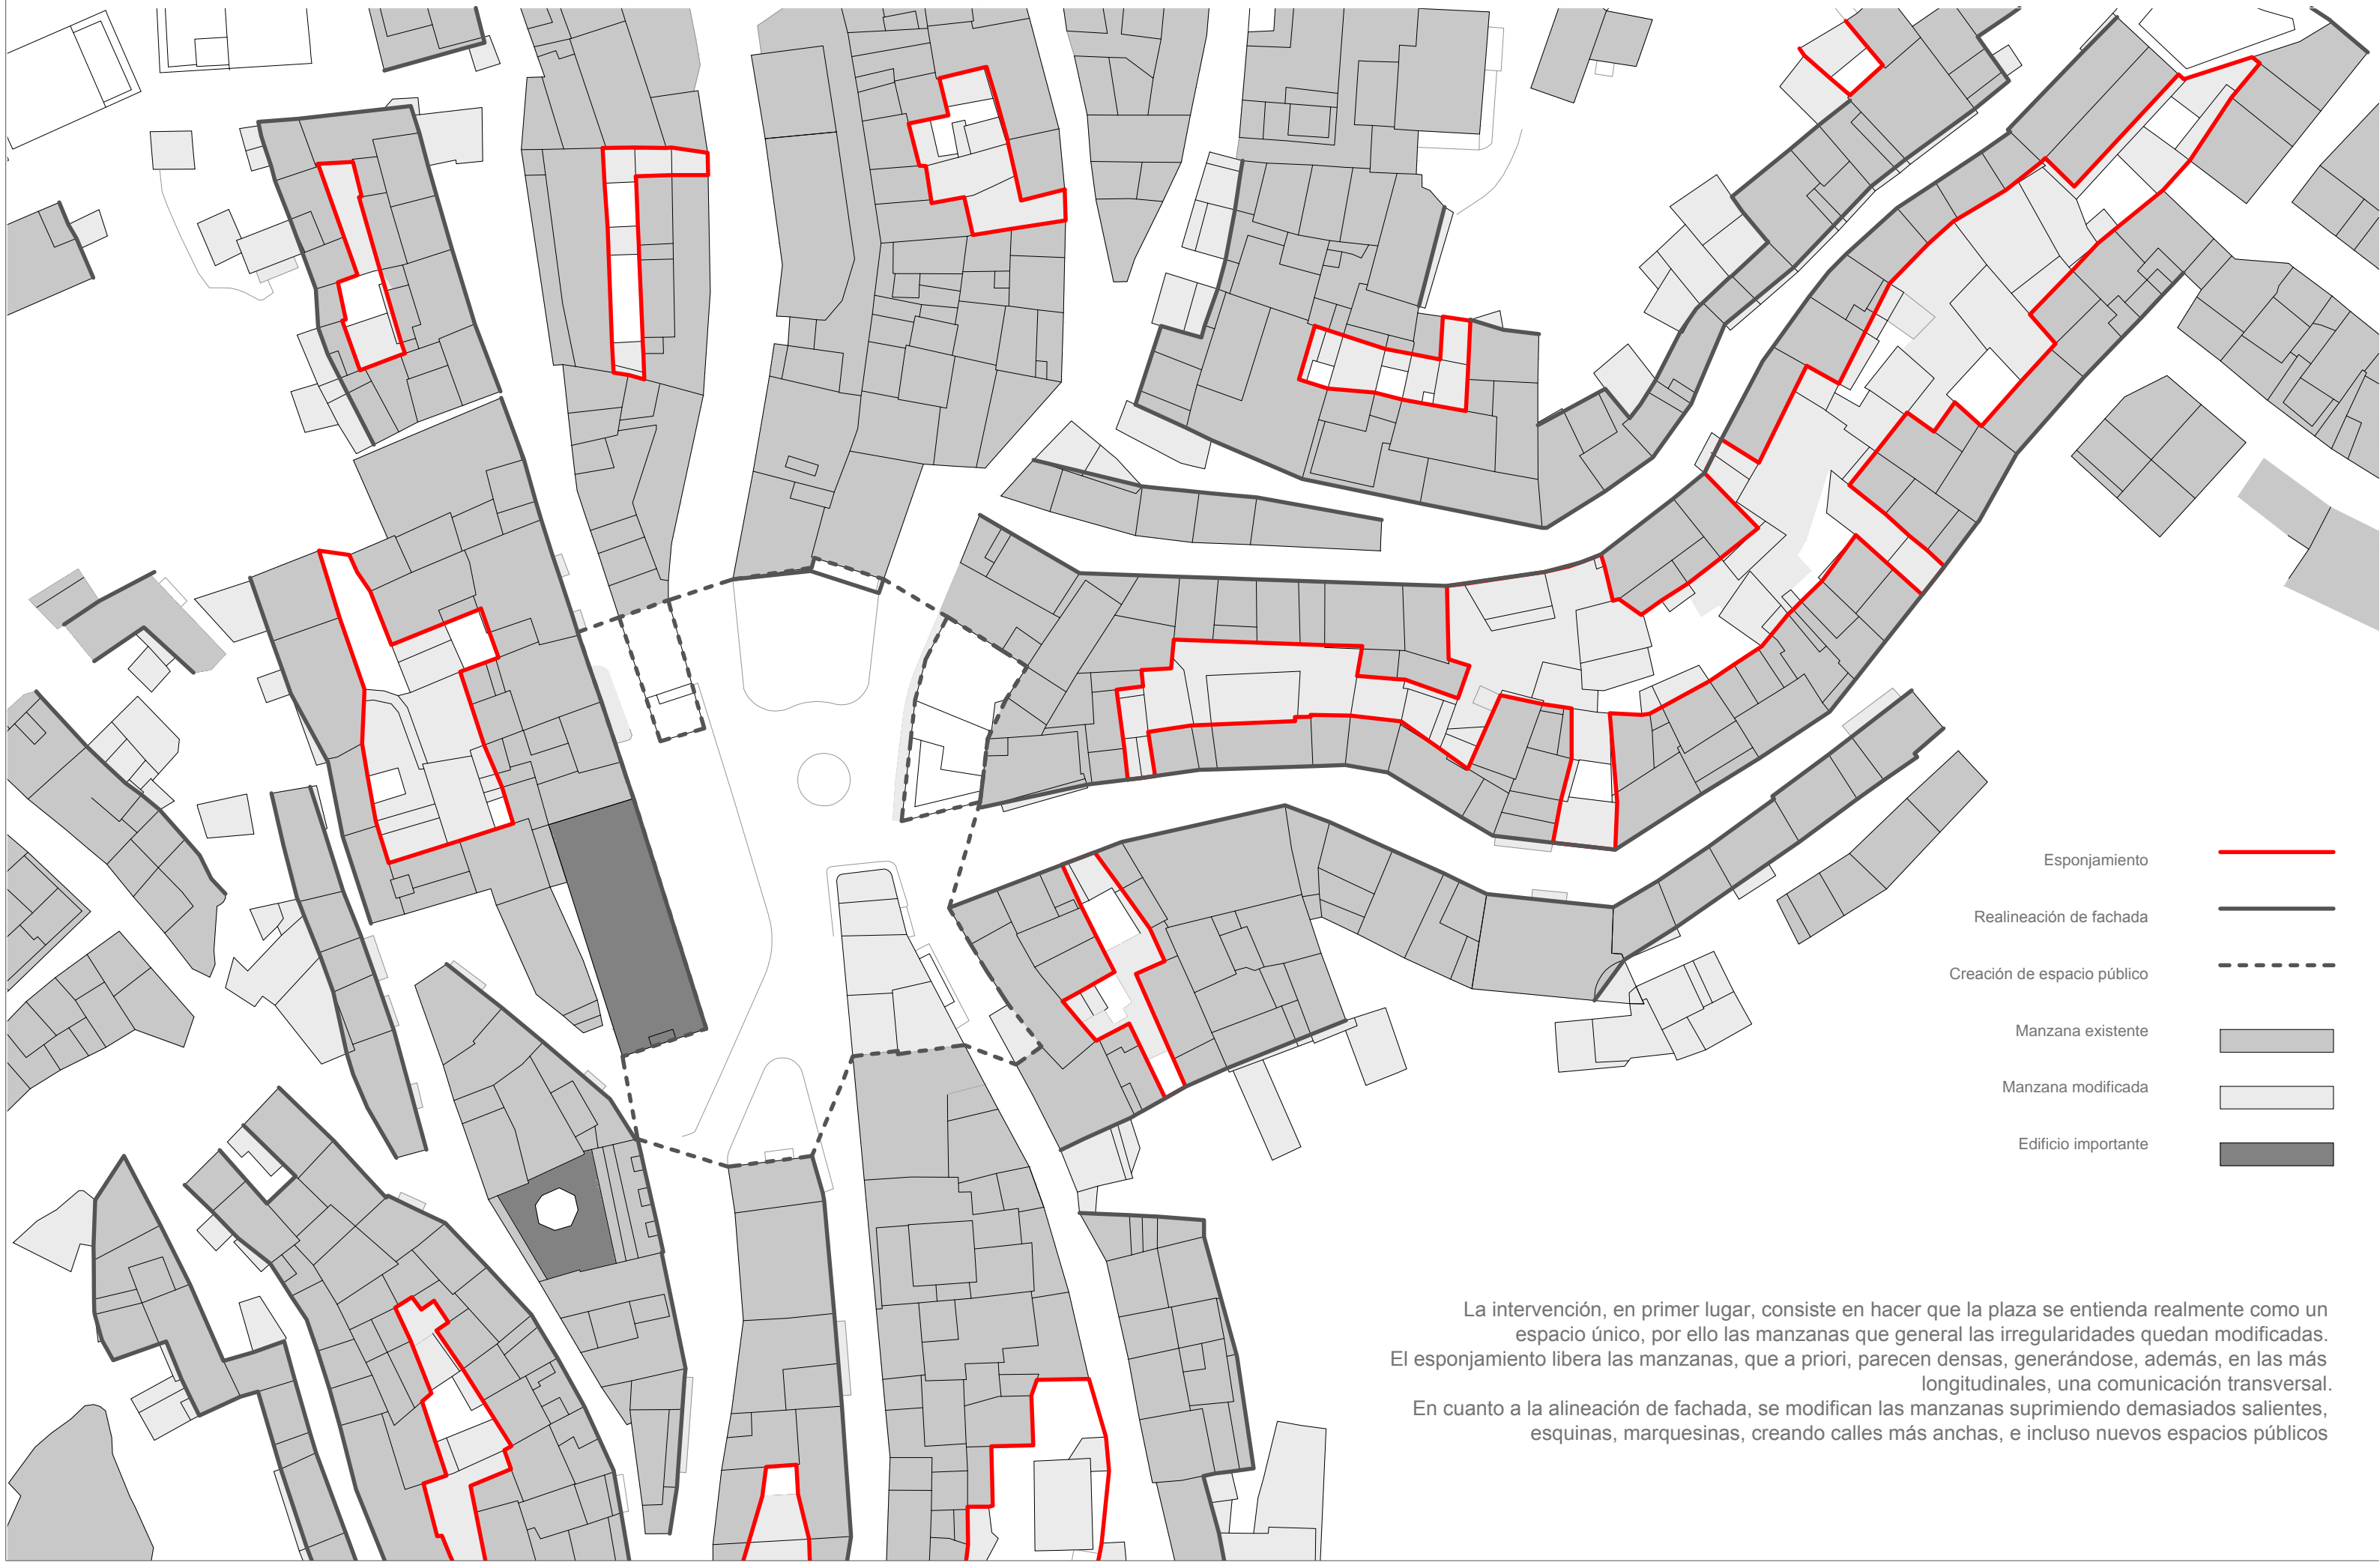 Esponjamiento
Realineación de fachada
Creación de espacio público
Manzana existente
Manzana modificada
Edificio importante
La intervención, en primer lugar, consiste en hacer que la plaza se entienda realmente como un
espacio único, por ello las manzanas que general las irregularidades quedan modificadas.
El esponjamiento libera las manzanas, que a priori, parecen densas, generándose, además, en las más
longitudinales, una comunicación transversal.
En cuanto a la alineación de fachada, se modifican las manzanas suprimiendo demasiados salientes,
esquinas, marquesinas, creando calles más anchas, e incluso nuevos espacios públicos